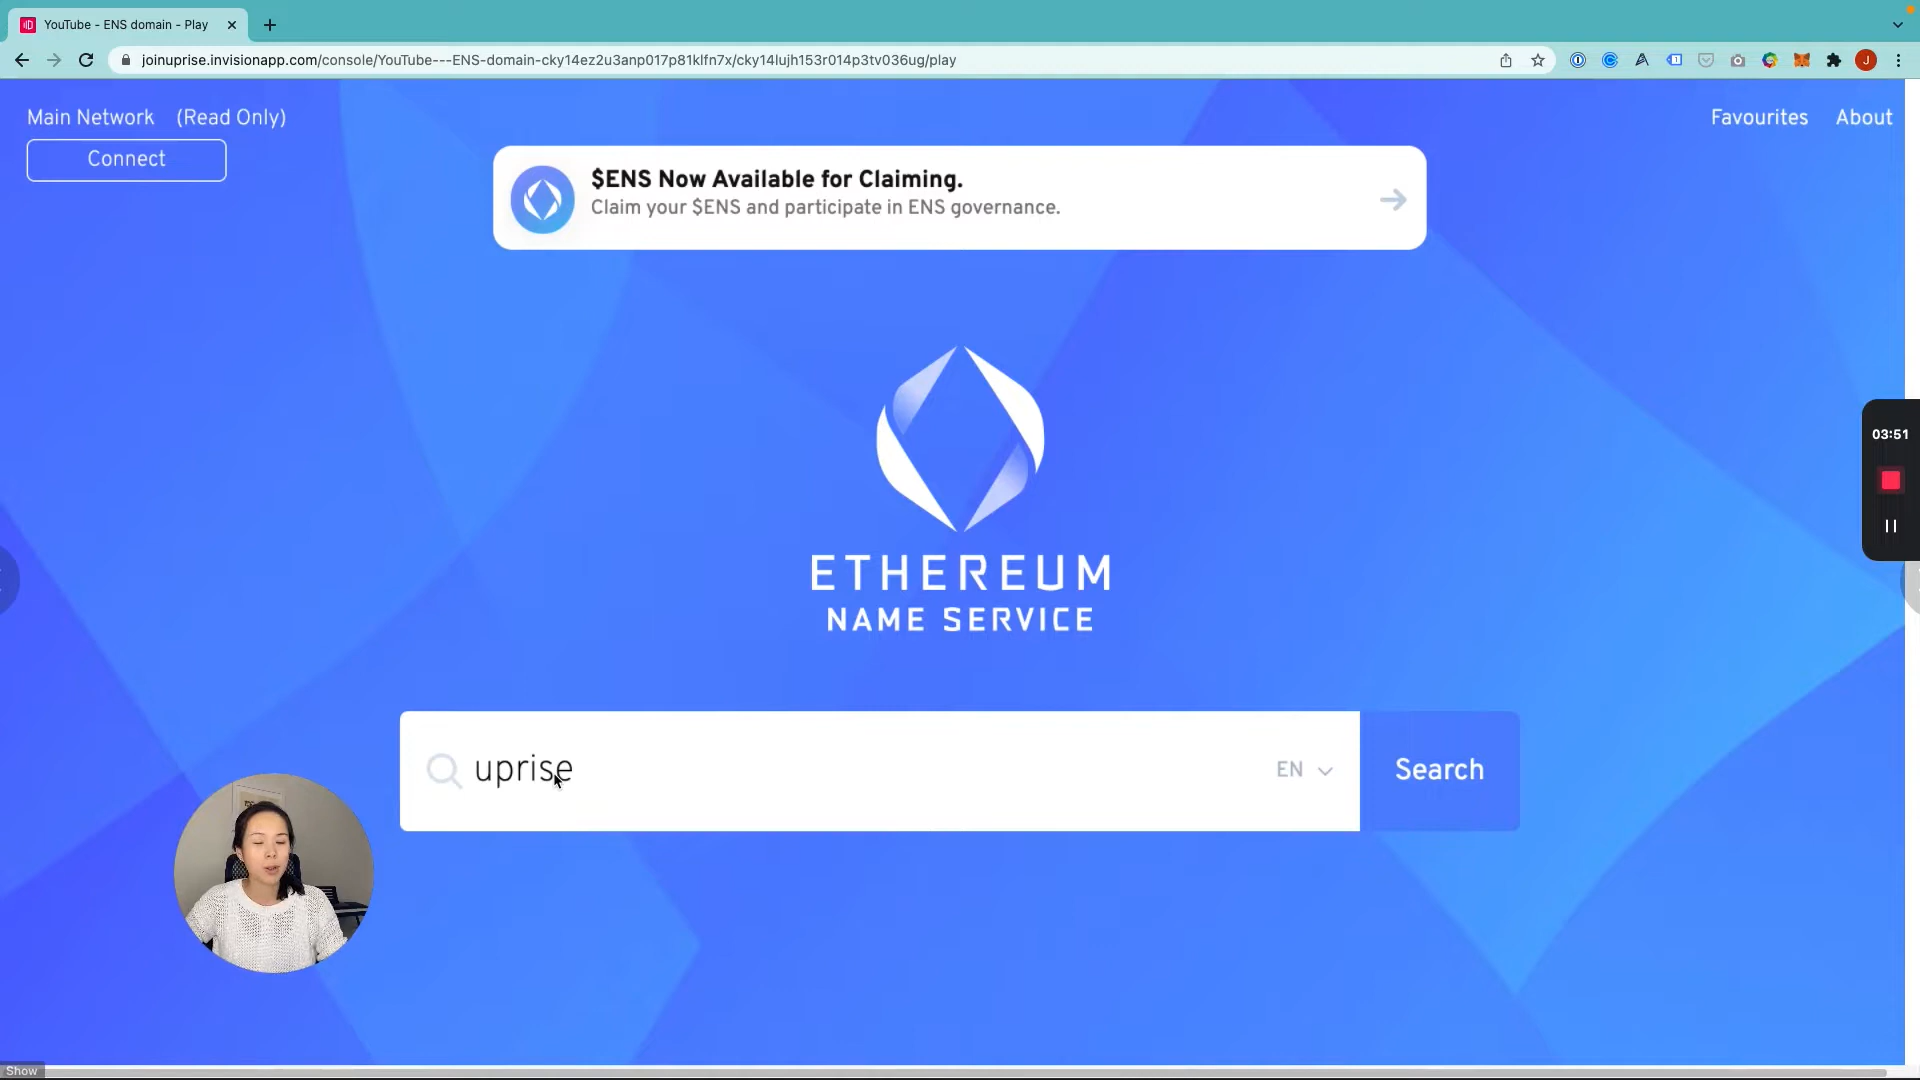 YouTube - ENS domain - Play
joinuprise.invisionapp.com/console/YouTube---ENS-domain-cky14ez2u3anp017p81klfn7x/cky14lujh153r014p3tv036ug/play
J
Main Network (Read Only)
Favourites About
Connect
$ENS Now Available for Claiming.
Claim your $ENS and participate in ENS governance.
03:51
ETHEREUM
NAME SERVICE
uprise
EN
Search
Show